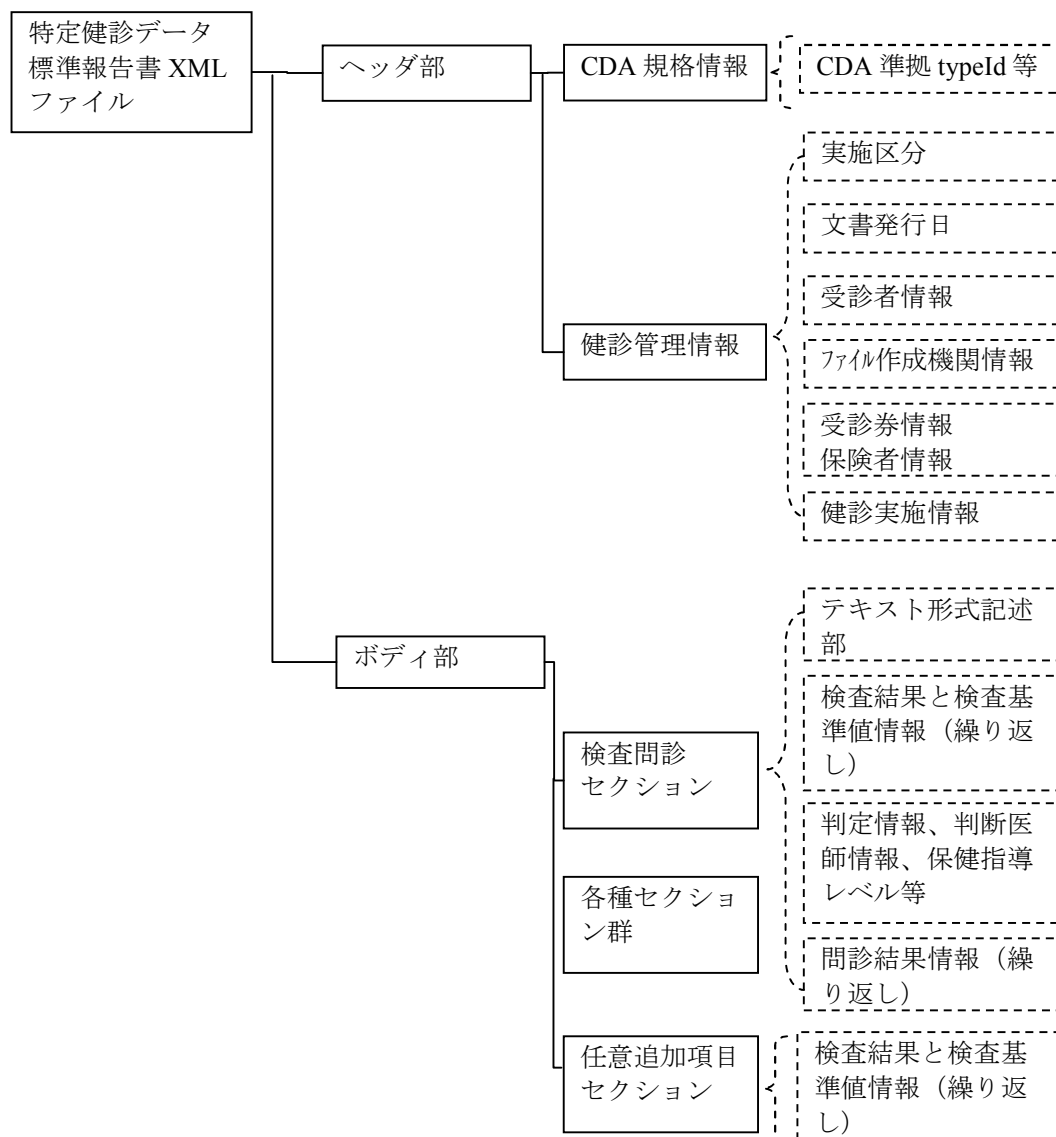 特定健診データ
標準報告書 XML
ファイル
ヘッダ部
CDA 規格情報
CDA 準拠 typeId 等
健診管理情報
実施区分
文書発行日
受診者情報
ﾌｧｲﾙ作成機関情報
受診券情報
保険者情報
健診実施情報
ボディ部
検査問診
セクション
テキスト形式記述
部
検査結果と検査基
準値情報（繰り返
し）
判定情報、判断医
師情報、保健指導
レベル等
問診結果情報（繰
り返し）
各種セクショ
ン群
任意追加項目
セクション
検査結果と検査基
準値情報（繰り返
し）